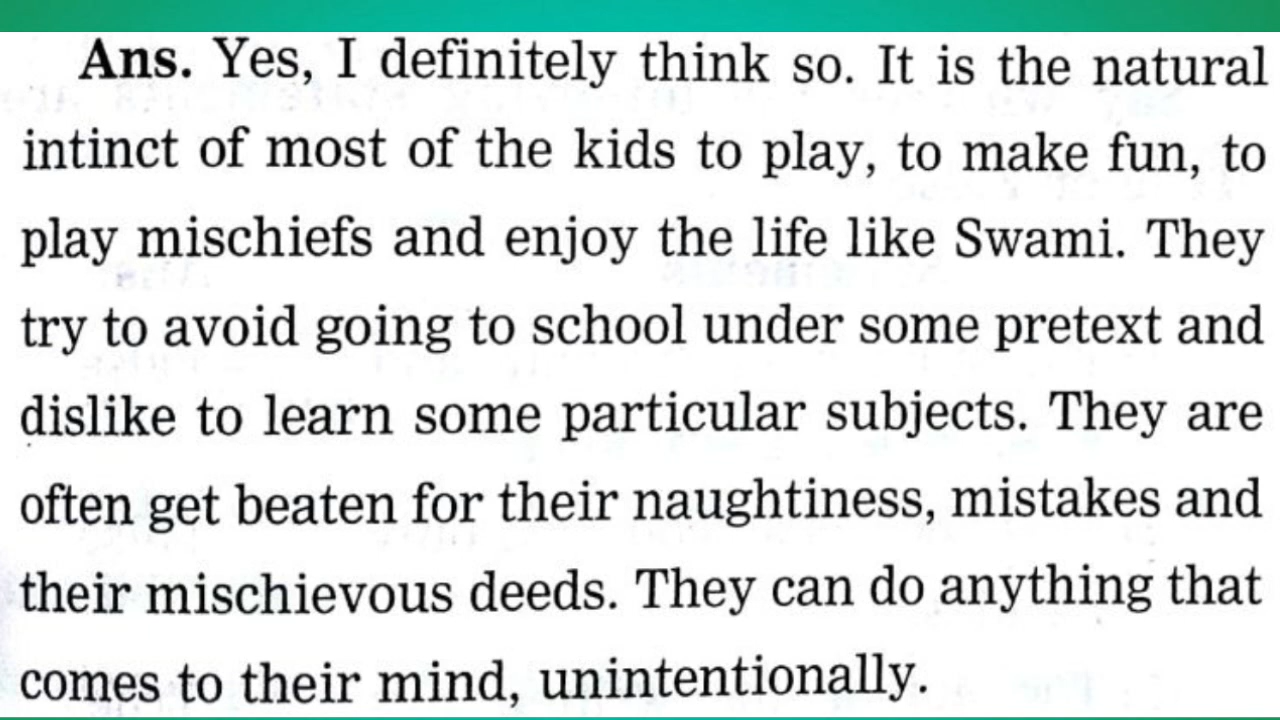 Ans. Yes, I definitely think so. It is the natural
intinct of most of the kids to play, to make fun, to
play mischiefs and enjoy the life like Swami. They
try to avoid going to school under some pretext and
dislike to learn some particular subjects. They are
often get beaten for their naughtiness, mistakes and
their mischievous deeds. They can do anything that
comes to their mind, unintentionally.